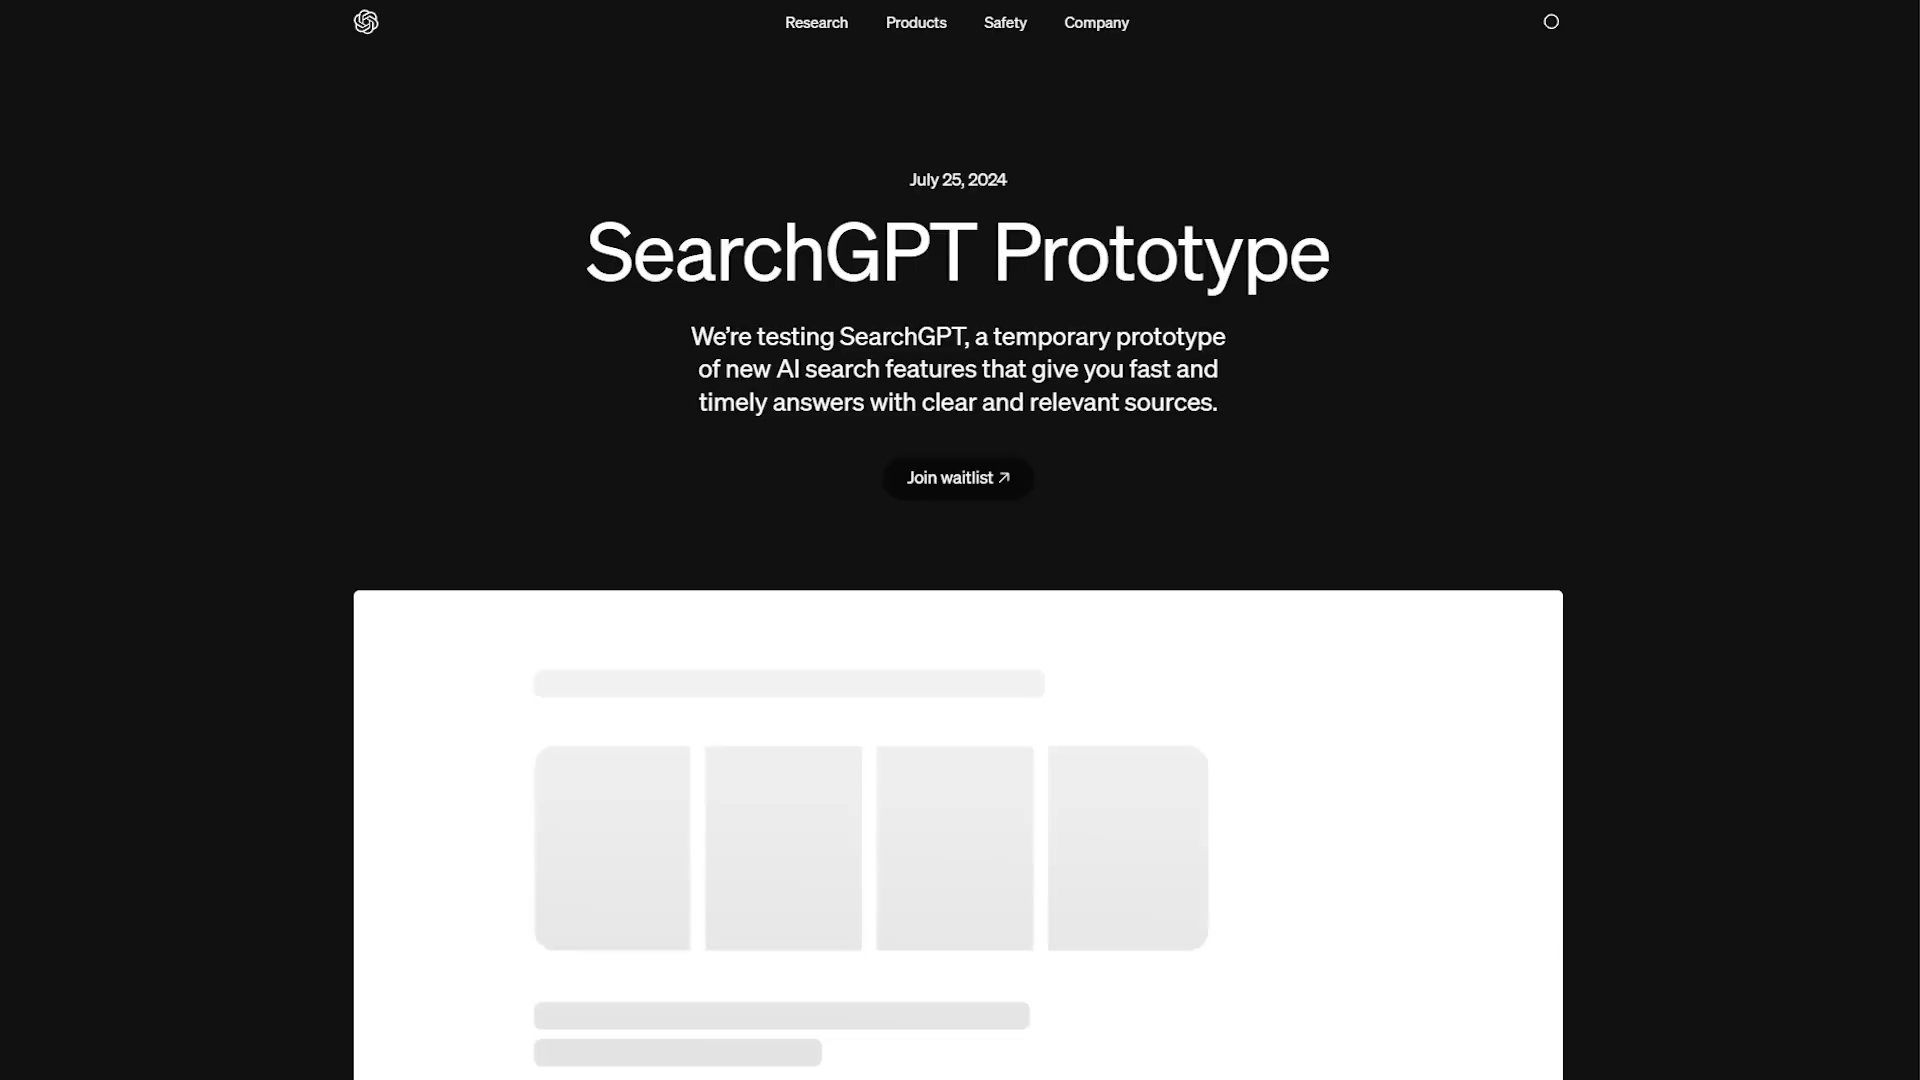 Research
Products
Safety
Company
July 25, 2024
SearchGPT Prototype
We’re testing SearchGPT, a temporary prototype
of new AI search features that give you fast and
timely answers with clear and relevant sources.
Join waitlist ↗